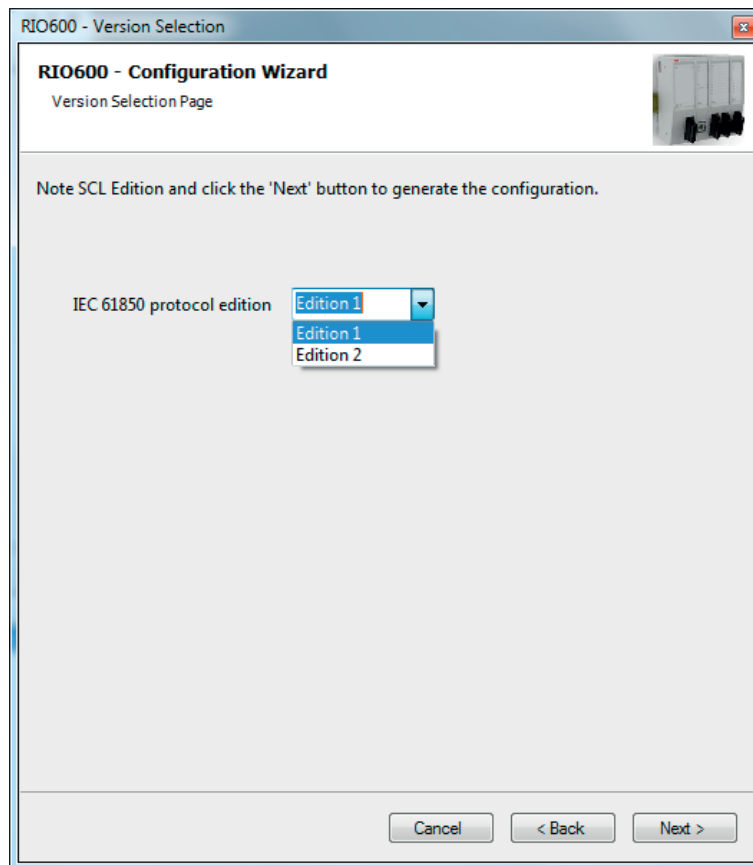 RIO600 - Version Selection
RIO600 - Configuration Wizard
Version Selection Page
Note SCL Edition and click the 'Next' button to generate the configuration.
IEC 61850 protocol edition
Edition 1
Edition 1
Edition 2
Cancel
< Back
Next >